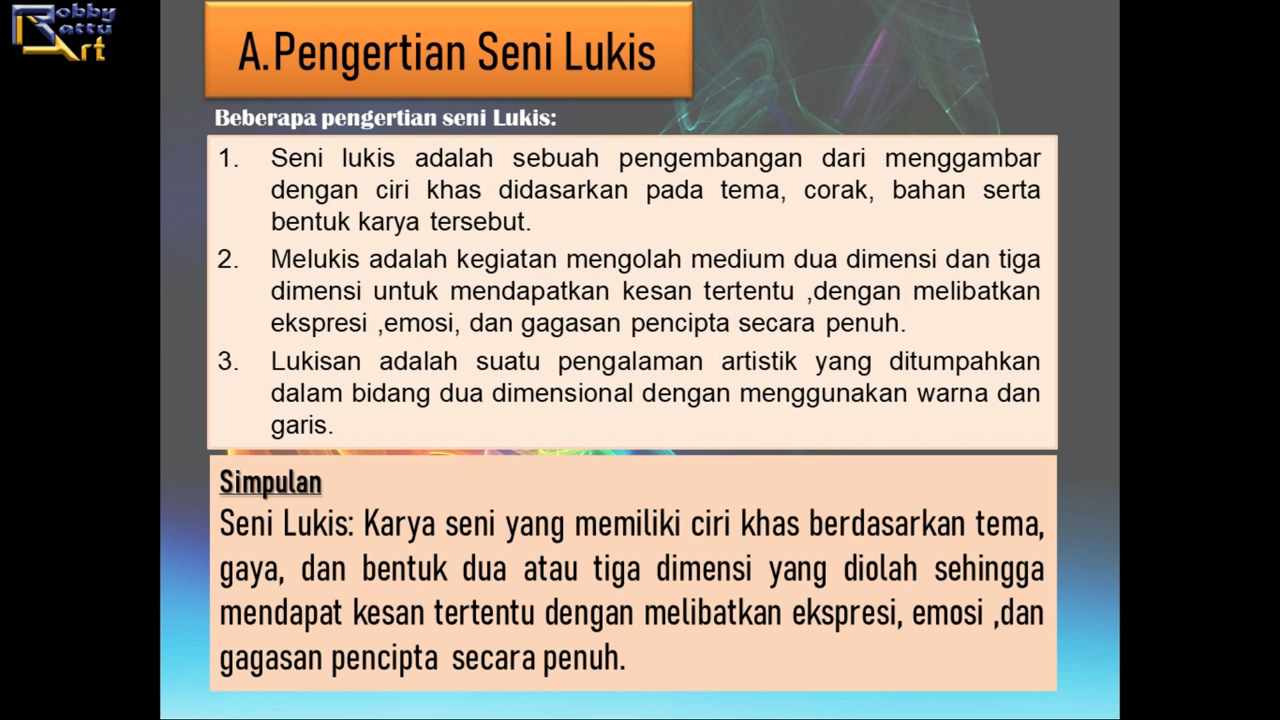 Robby
Rattu
Art
A.Pengertian Seni Lukis
Beberapa pengertian seni Lukis:
1. Seni lukis adalah sebuah pengembangan dari menggambar
dengan ciri khas didasarkan pada tema, corak, bahan serta
bentuk karya tersebut.
2. Melukis adalah kegiatan mengolah medium dua dimensi dan tiga
dimensi untuk mendapatkan kesan tertentu ,dengan melibatkan
ekspresi ,emosi, dan gagasan pencipta secara penuh.
3. Lukisan adalah suatu pengalaman artistik yang ditumpahkan
dalam bidang dua dimensional dengan menggunakan warna dan
garis.
Simpulan
Seni Lukis: Karya seni yang memiliki ciri khas berdasarkan tema,
gaya, dan bentuk dua atau tiga dimensi yang diolah sehingga
mendapat kesan tertentu dengan melibatkan ekspresi, emosi ,dan
gagasan pencipta secara penuh.